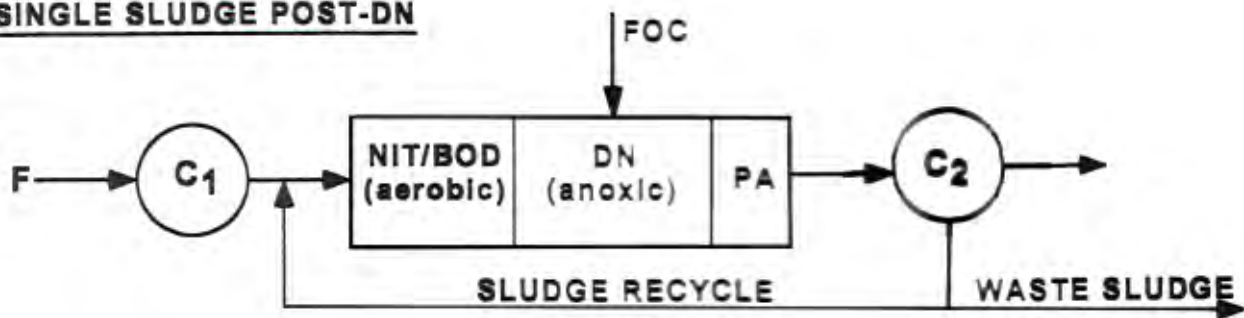 SINGLE SLUDGE POST-DN
FOC
F
C1
NIT/BOD
(aerobic)
DN
(anoxic)
PA
C2
SLUDGE RECYCLE
WASTE SLUDGE